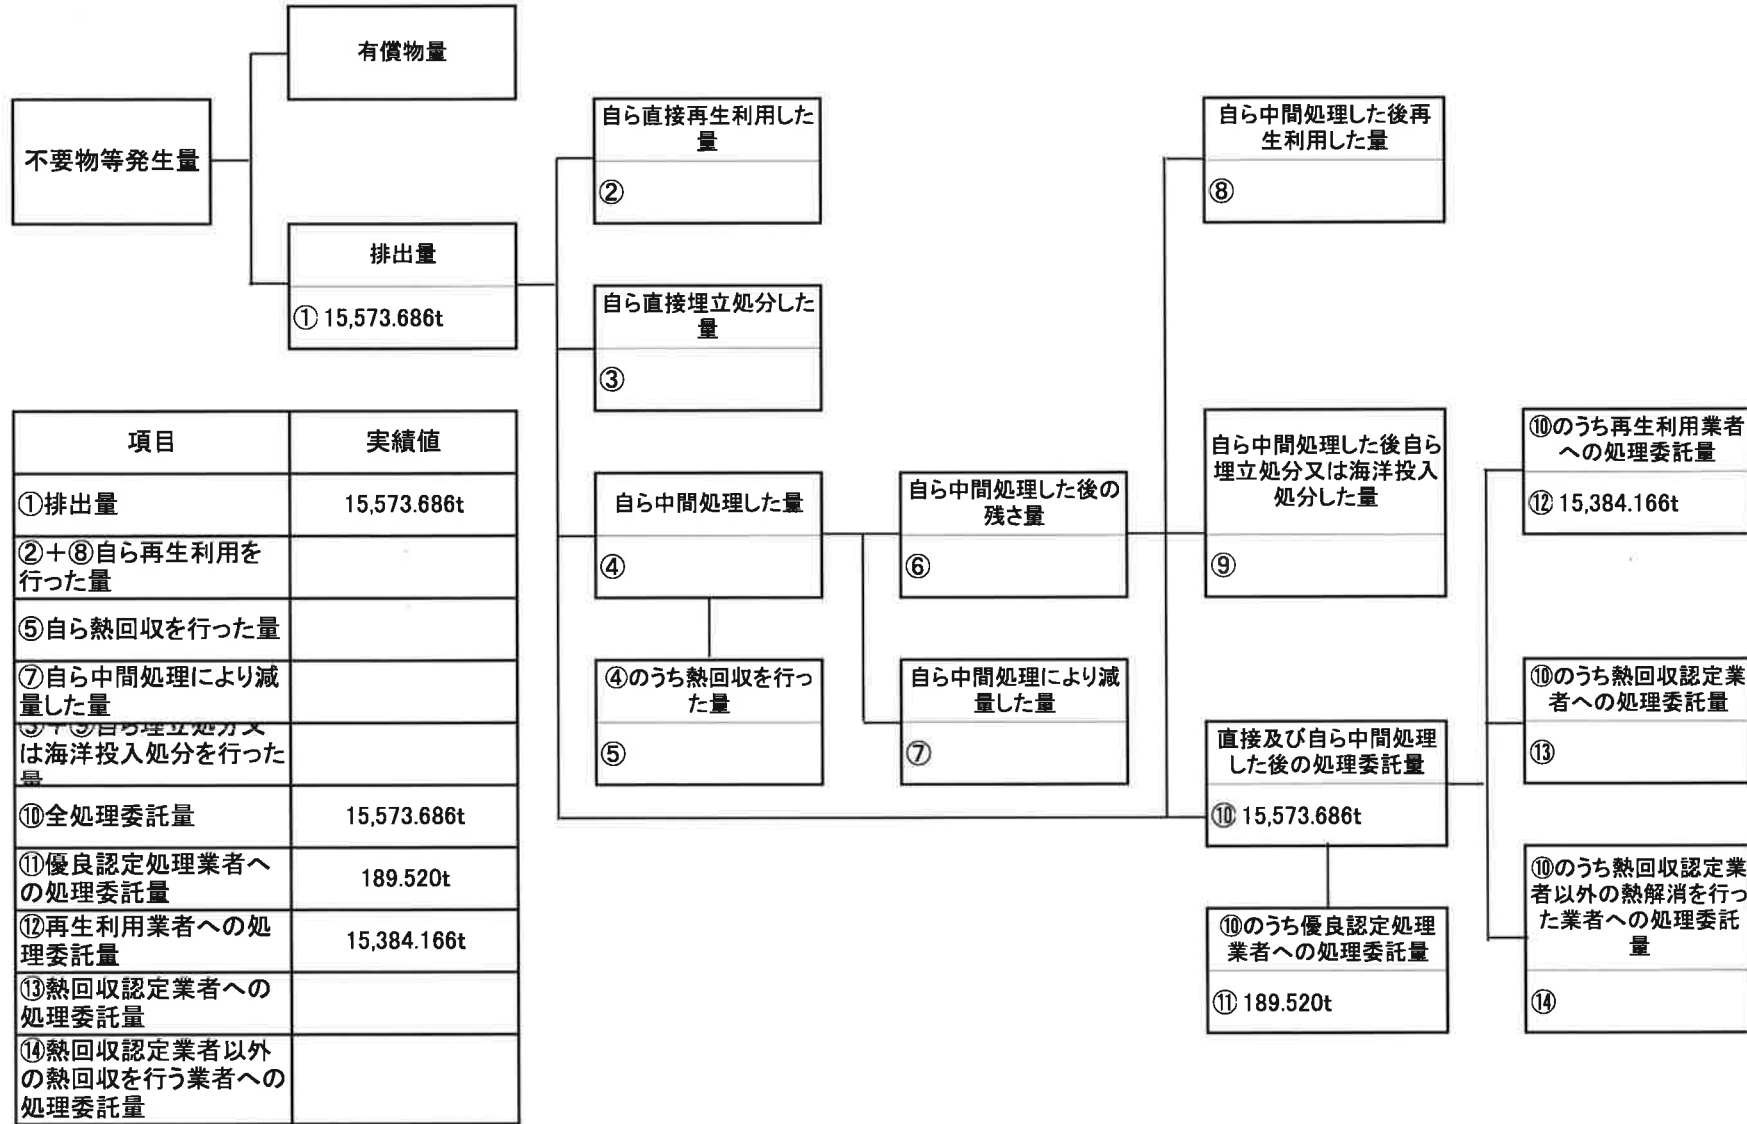 有償物量
不要物等発生量
排出量
① 15,573.686t
自ら直接再生利用した
量
②
自ら直接埋立処分した
量
③
自ら中間処理した量
④
④のうち熱回収を行っ
た量
⑤
自ら中間処理した後の
残さ量
⑥
自ら中間処理により減
量した量
⑦
自ら中間処理した後再
生利用した量
⑧
自ら中間処理した後自ら
埋立処分又は海洋投入
処分した量
⑨
直接及び自ら中間処理
した後の処理委託量
⑩ 15,573.686t
⑩のうち優良認定処理
業者への処理委託量
⑪ 189.520t
⑩のうち再生利用業者
への処理委託量
⑫ 15,384.166t
⑩のうち熱回収認定業
者への処理委託量
⑬
⑩のうち熱回収認定業
者以外の熱解消を行っ
た業者への処理委託
量
⑭
項目 実績値
①排出量 15,573.686t
②+⑧自ら再生利用を
行った量
⑤自ら熱回収を行った量
⑦自ら中間処理により減
量した量
③+⑨自ら埋立処分又
は海洋投入処分を行った
量
⑩全処理委託量 15,573.686t
⑪優良認定処理業者へ
の処理委託量 189.520t
⑫再生利用業者への処
理委託量 15,384.166t
⑬熱回収認定業者への
処理委託量
⑭熱回収認定業者以外
の熱回収を行う業者への
処理委託量